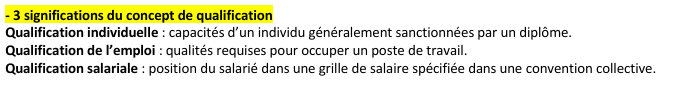 - 3 significations du concept de qualification
Qualification individuelle : capacités d'un individu généralement sanctionnées par un diplôme.
Qualification de l'emploi : qualités requises pour occuper un poste de travail.
Qualification salariale : position du salarié dans une grille de salaire spécifiée dans une convention collective.